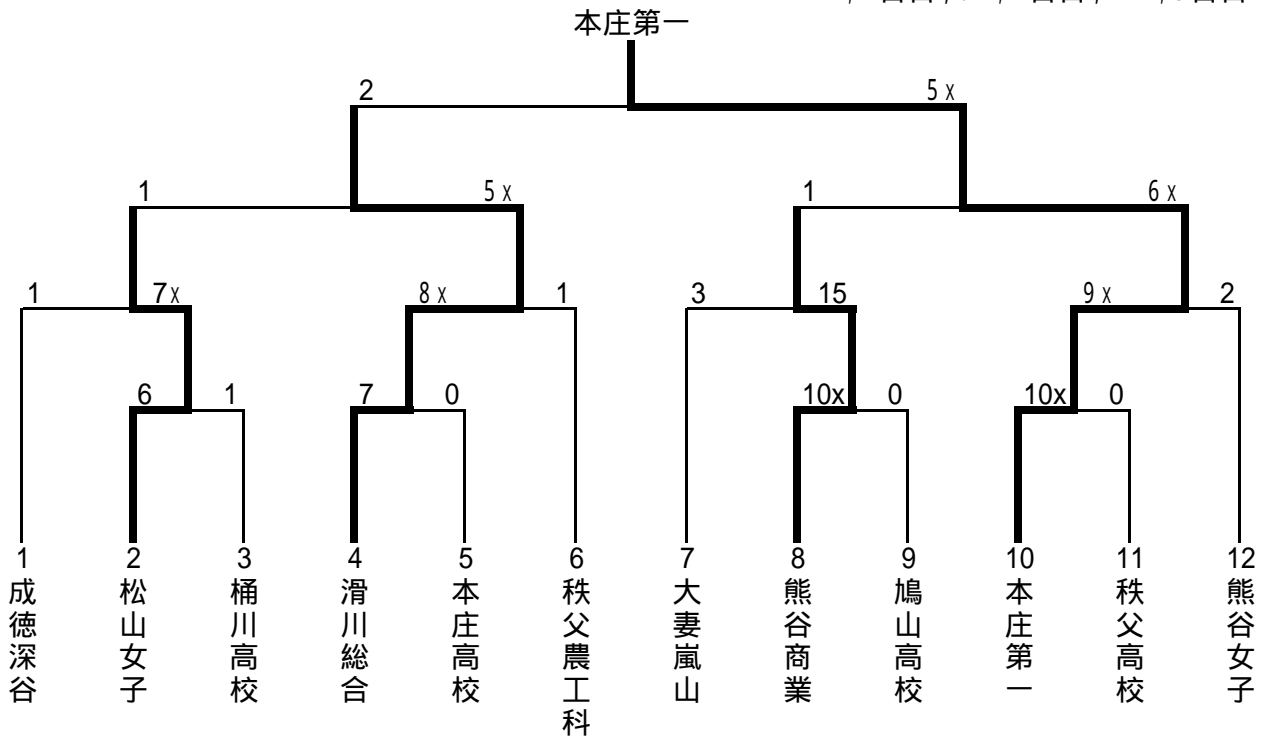 本庄第一
2
5x
1
5x
1
6x
1
7x
8x
1
3
15
9x
2
6
1
7
0
10x
0
10x
0
1
2
3
4
5
6
7
8
9
10
11
12
成徳深谷
松山女子
桶川高校
滑川総合
本庄高校
秩父農工科
大妻嵐山
熊谷商業
鳩山高校
本庄第一
秩父高校
熊谷女子